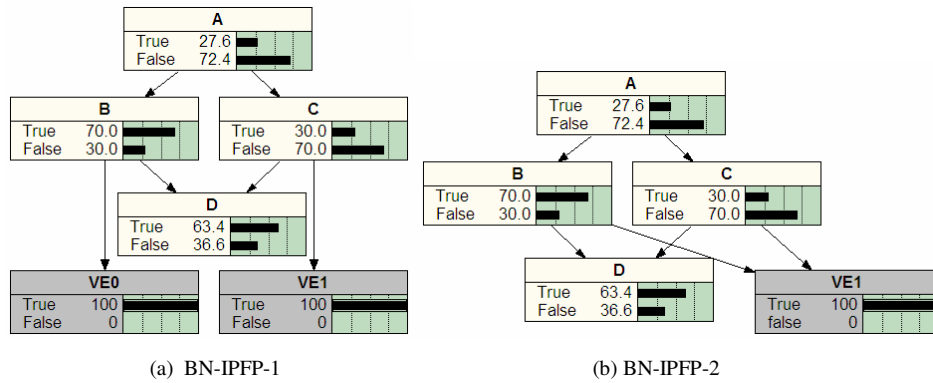 A
True 27.6
False 72.4
B
True 70.0
False 30.0
C
True 30.0
False 70.0
D
True 63.4
False 36.6
VE0
True 100
False 0
VE1
True 100
False 0
(a) BN-IPFP-1
A
True 27.6
False 72.4
B
True 70.0
False 30.0
C
True 30.0
False 70.0
D
True 63.4
False 36.6
VE1
True 100
false 0
(b) BN-IPFP-2